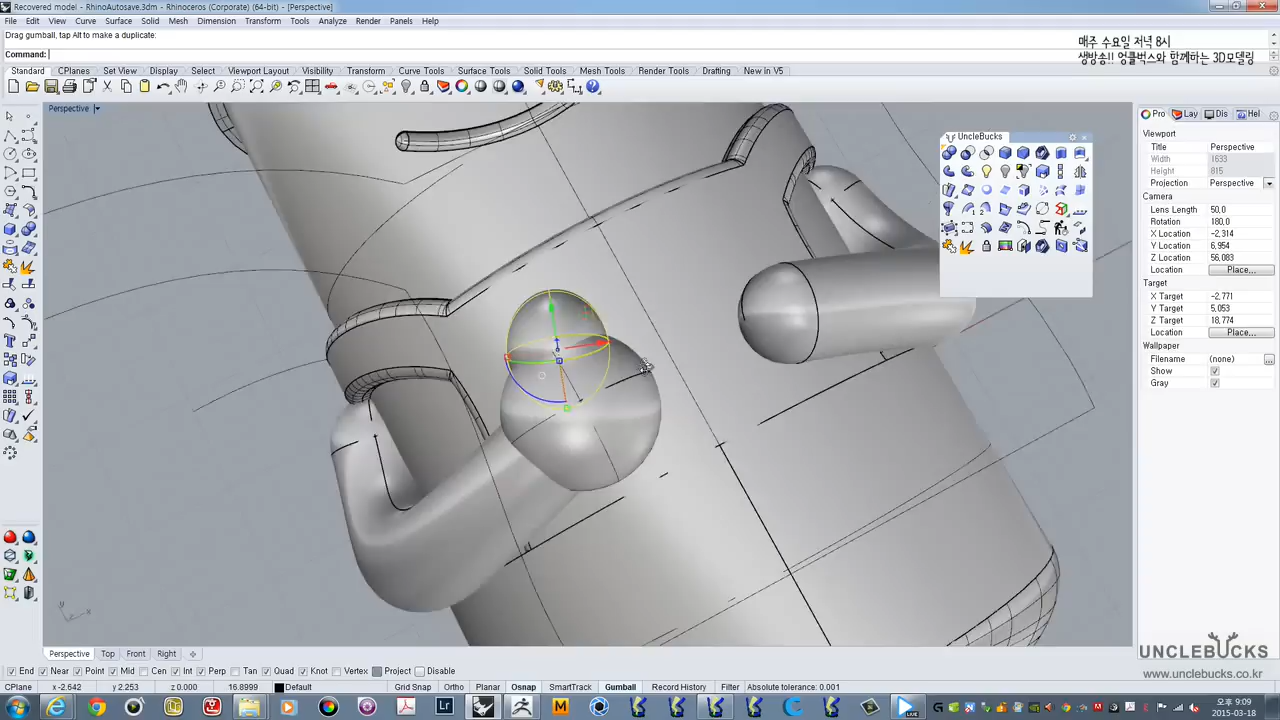 Recovered model - RhinoAutosave.3dm - Rhinoceros (Corporate) (64-bit) - [Perspective]
File Edit View Curve Surface Solid Mesh Dimension Transform Tools Analyze Render Panels Help
Drag gumball, tap Alt to make a duplicate:
Command:
매주 수요일 저녁 8시
생방송!! 엉클벅스와 함께하는 3D모델링
Standard CPlanes Set View Display Select Viewport Layout Visibility Transform Curve Tools Surface Tools Solid Tools Mesh Tools Render Tools Drafting New in V5
Perspective
UncleBucks
Pro Lay Dis Hel
Viewport
Title Perspective
Width 1633
Height 815
Projection Perspective
Camera
Lens Length 50,0
Rotation 180,0
X Location -2,314
Y Location 6,954
Z Location 56,083
Location Place...
Target
X Target -2,771
Y Target 5,053
Z Target 18,774
Location Place...
Wallpaper
Filename (none) ...
Show
Gray
Perspective Top Front Right
End Near Point Mid Cen Int Perp Tan Quad Knot Vertex Project Disable
UNCLEBUCKS
www.unclebucks.co.kr
CPlane x -2.642 y 2.253 z 0.000 16.8999 Default Grid Snap Ortho Planar Osnap SmartTrack Gumball Record History Filter Absolute tolerance: 0.001
LIVE
오후 9:09
2015-03-18